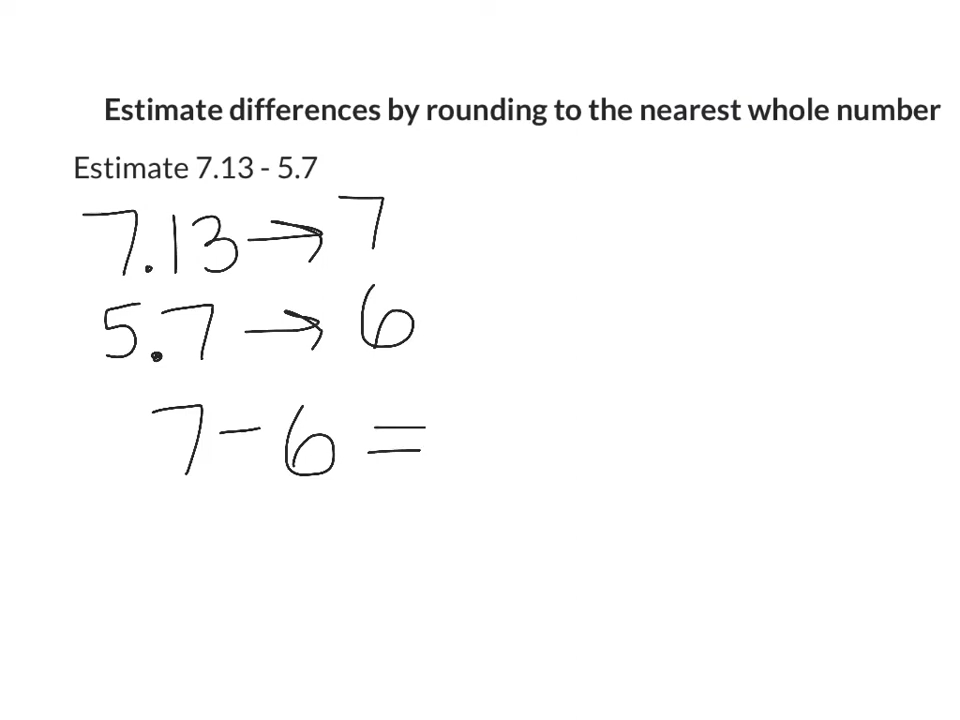 Estimate differences by rounding to the nearest whole number
Estimate 7.13 - 5.7
7.13 → 7
5.7 → 6
7 - 6 =